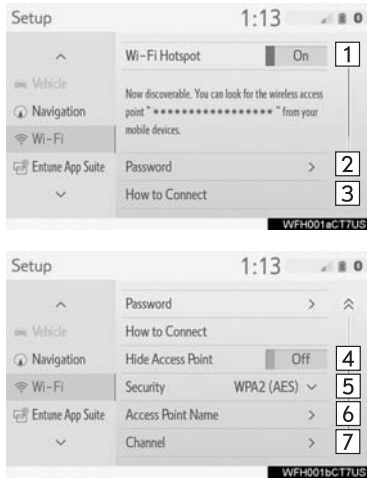 Setup 1:13 0
Wi-Fi Hotspot On 1
Vehicle
Now discoverable. You can look for the wireless access
point " ***************** " from your
mobile devices.
Navigation
Wi-Fi
Entune App Suite
Password > 2
How to Connect 3
WFH001aCT7US
Setup 1:13 0
Password >
Vehicle
How to Connect
Navigation
Hide Access Point Off 4
Wi-Fi
Security WPA2 (AES) 5
Entune App Suite
Access Point Name > 6
Channel > 7
WFH001bCT7US